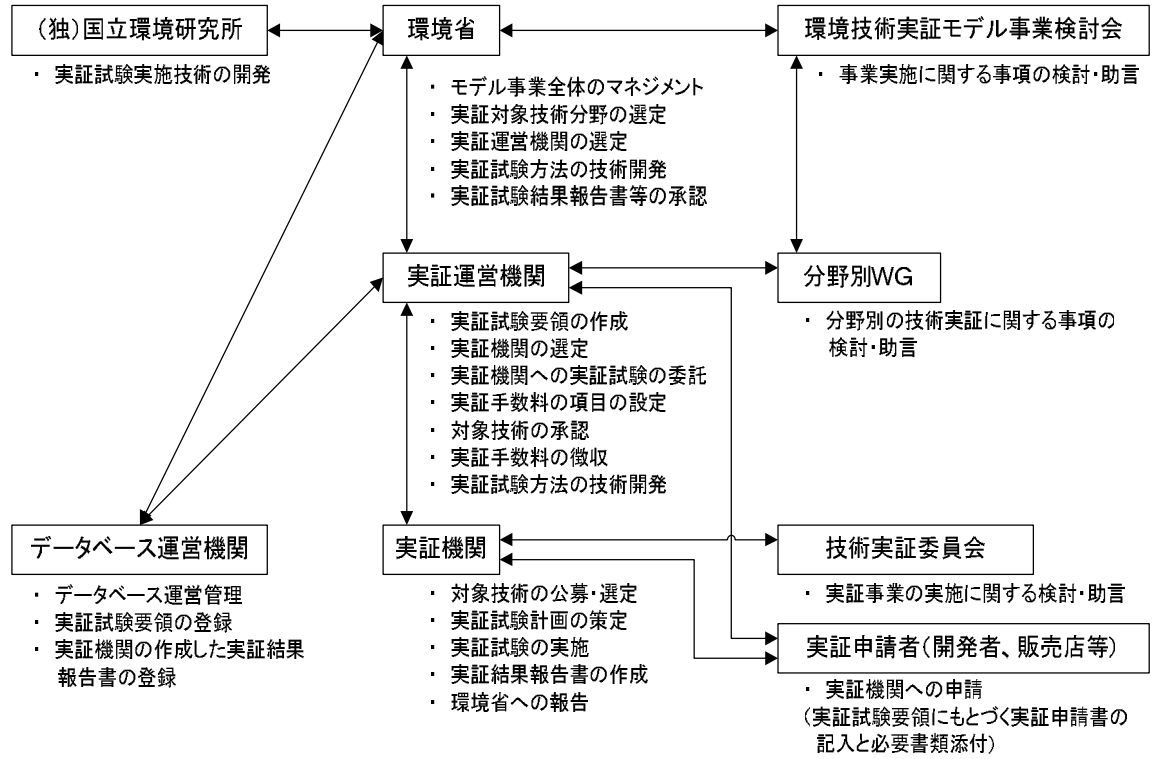 （独）国立環境研究所
・ 実証試験実施技術の開発
環境省
・ モデル事業全体のマネジメント
・ 実証対象技術分野の選定
・ 実証運営機関の選定
・ 実証試験方法の技術開発
・ 実証試験結果報告書等の承認
環境技術実証モデル事業検討会
・ 事業実施に関する事項の検討・助言
実証運営機関
・ 実証試験要領の作成
・ 実証機関の選定
・ 実証機関への実証試験の委託
・ 実証手数料の項目の設定
・ 対象技術の承認
・ 実証手数料の徴収
・ 実証試験方法の技術開発
分野別WG
・ 分野別の技術実証に関する事項の
検討・助言
データベース運営機関
・ データベース運営管理
・ 実証試験要領の登録
・ 実証機関の作成した実証結果
報告書の登録
実証機関
・ 対象技術の公募・選定
・ 実証試験計画の策定
・ 実証試験の実施
・ 実証結果報告書の作成
・ 環境省への報告
技術実証委員会
・ 実証事業の実施に関する検討・助言
実証申請者（開発者、販売店等）
・ 実証機関への申請
（実証試験要領にもとづく実証申請書の
記入と必要書類添付）